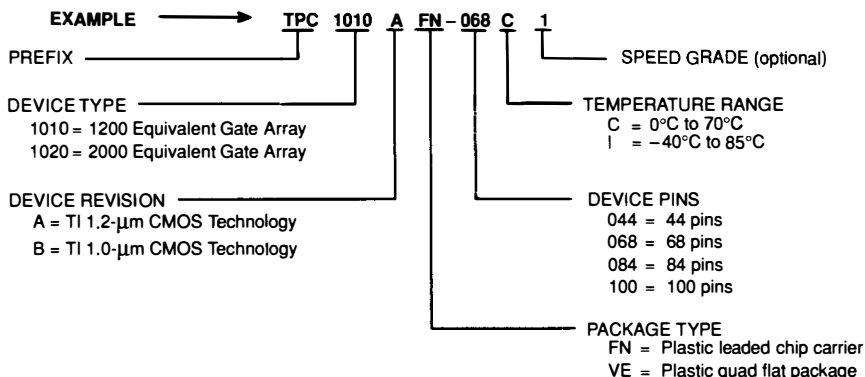 EXAMPLE TPC 1010 A FN – 068 C 1
PREFIX
SPEED GRADE (optional)
DEVICE TYPE
1010 = 1200 Equivalent Gate Array
1020 = 2000 Equivalent Gate Array
TEMPERATURE RANGE
C = 0°C to 70°C
I = –40°C to 85°C
DEVICE REVISION
A = TI 1.2-μm CMOS Technology
B = TI 1.0-μm CMOS Technology
DEVICE PINS
044 = 44 pins
068 = 68 pins
084 = 84 pins
100 = 100 pins
PACKAGE TYPE
FN = Plastic leaded chip carrier
VE = Plastic quad flat package